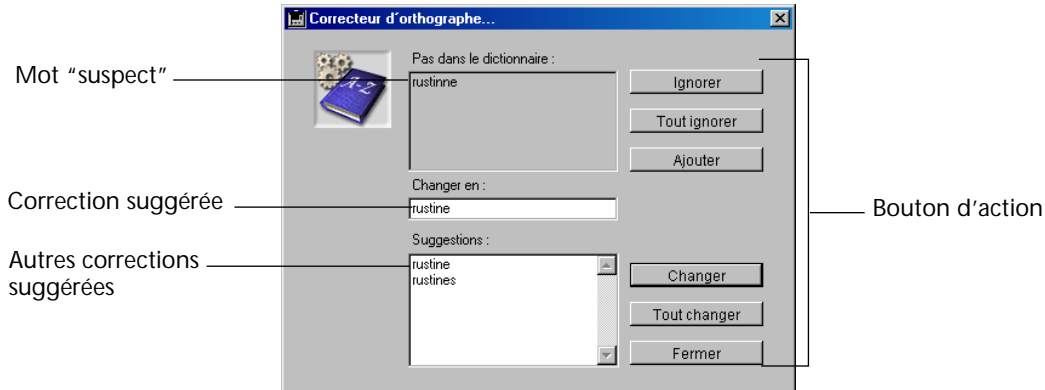 Correcteur d'orthographe...
Mot “suspect”
Pas dans le dictionnaire :
rustinne
A-Z
Ignorer
Tout ignorer
Ajouter
Correction suggérée
Changer en :
rustine
Bouton d'action
Autres corrections
suggérées
Suggestions :
rustine
rustines
Changer
Tout changer
Fermer